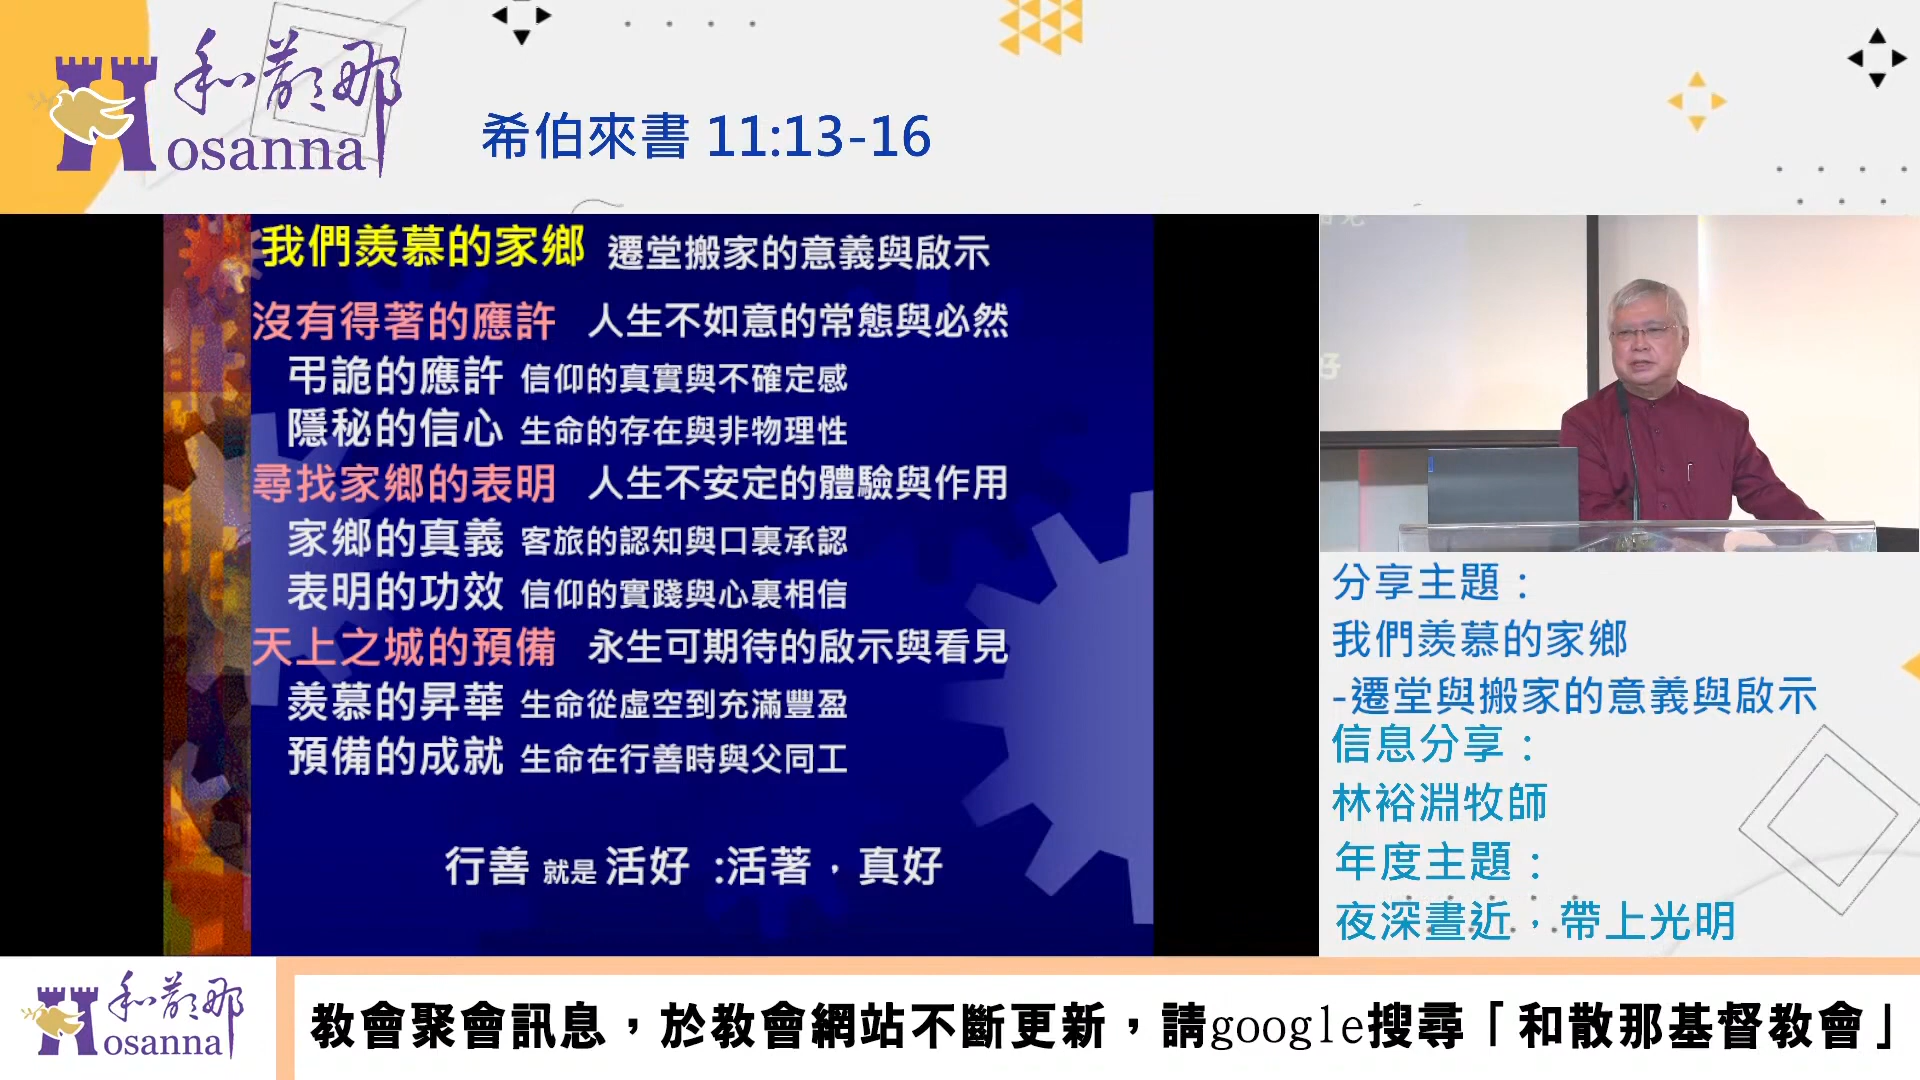 和散那
Hosanna
希伯來書 11:13-16
我們羨慕的家鄉 遷堂搬家的意義與啟示
沒有得著的應許 人生不如意的常態與必然
弔詭的應許 信仰的真實與不確定感
隱秘的信心 生命的存在與非物理性
尋找家鄉的表明 人生不安定的體驗與作用
家鄉的真義 客旅的認知與口裏承認
表明的功效 信仰的實踐與心裏相信
天上之城的預備 永生可期待的啟示與看見
羨慕的昇華 生命從虛空到充滿豐盈
預備的成就 生命在行善時與父同工
行善 就是 活好 :活著，真好
好
分享主題：
我們羨慕的家鄉
-遷堂與搬家的意義與啟示
信息分享：
林裕淵牧師
年度主題：
夜深晝近，帶上光明
和散那
Hosanna
教會聚會訊息，於教會網站不斷更新，請google搜尋「和散那基督教會」